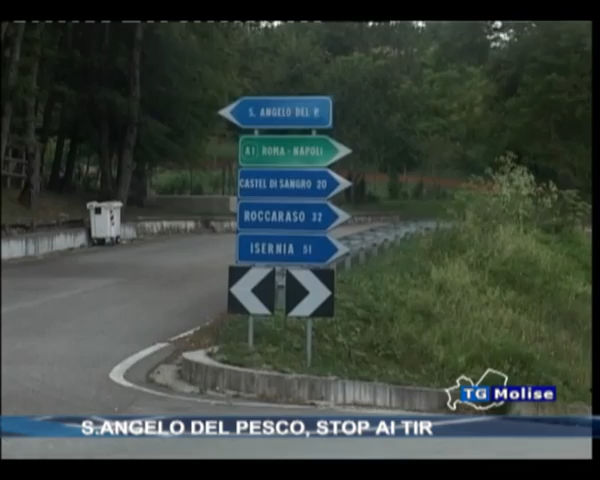 S. ANGELO DEL P.
A1 ROMA - NAPOLI
CASTEL DI SANGRO 20
ROCCARASO 32
ISERNIA 51
TG Molise
S.ANGELO DEL PESCO, STOP AI TIR